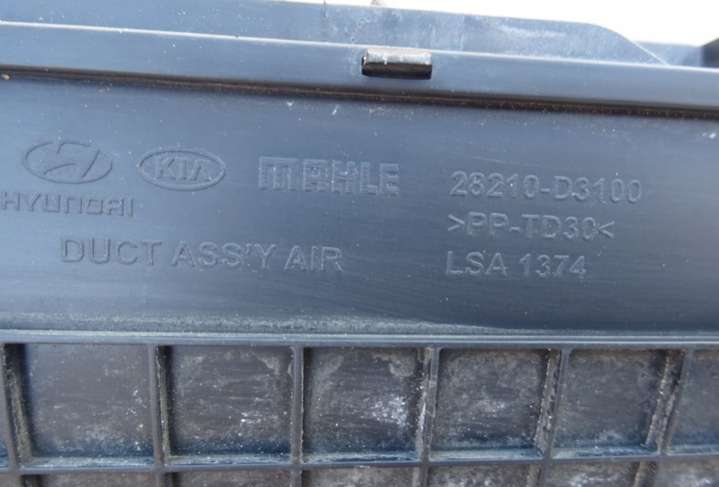 KIA MAHLE 28210-D3100
HYUNDAI >PP-TD30<
DUCT ASS'Y AIR LSA 1374